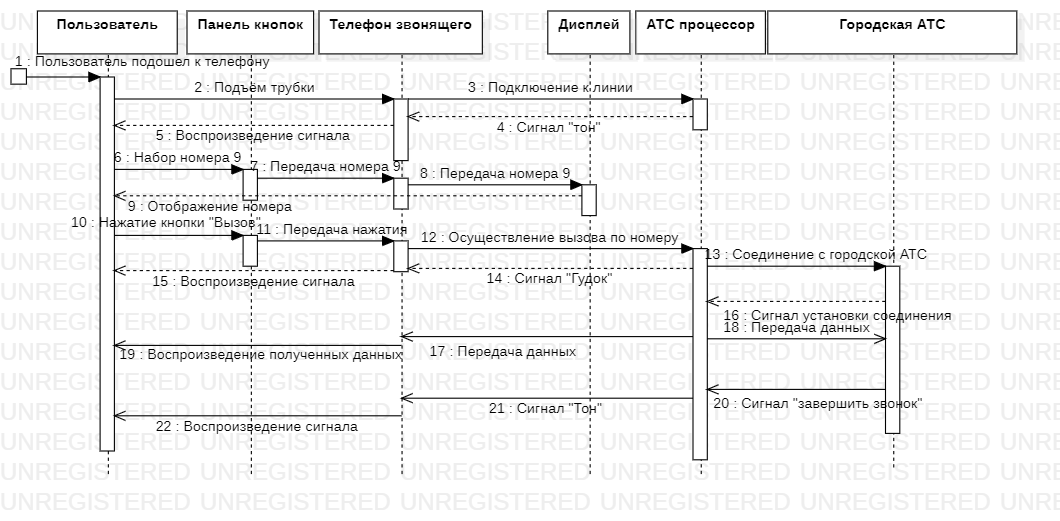 Пользователь
Панель кнопок
Телефон звонящего
Дисплей
АТС процессор
Городская АТС
1 : Пользователь подошел к телефону
2 : Подъём трубки
3 : Подключение к линии
4 : Сигнал "тон"
5 : Воспроизведение сигнала
6 : Набор номера 9
7 : Передача номера 9
8 : Передача номера 9
9 : Отображение номера
10 : Нажатие кнопки "Вызов"
11 : Передача нажатия
12 : Осуществление вызова по номеру
13 : Соединение с городской АТС
14 : Сигнал "Гудок"
15 : Воспроизведение сигнала
16 : Сигнал установки соединения
18 : Передача данных
17 : Передача данных
19 : Воспроизведение полученных данных
20 : Сигнал "завершить звонок"
21 : Сигнал "Тон"
22 : Воспроизведение сигнала
UNREGISTERED